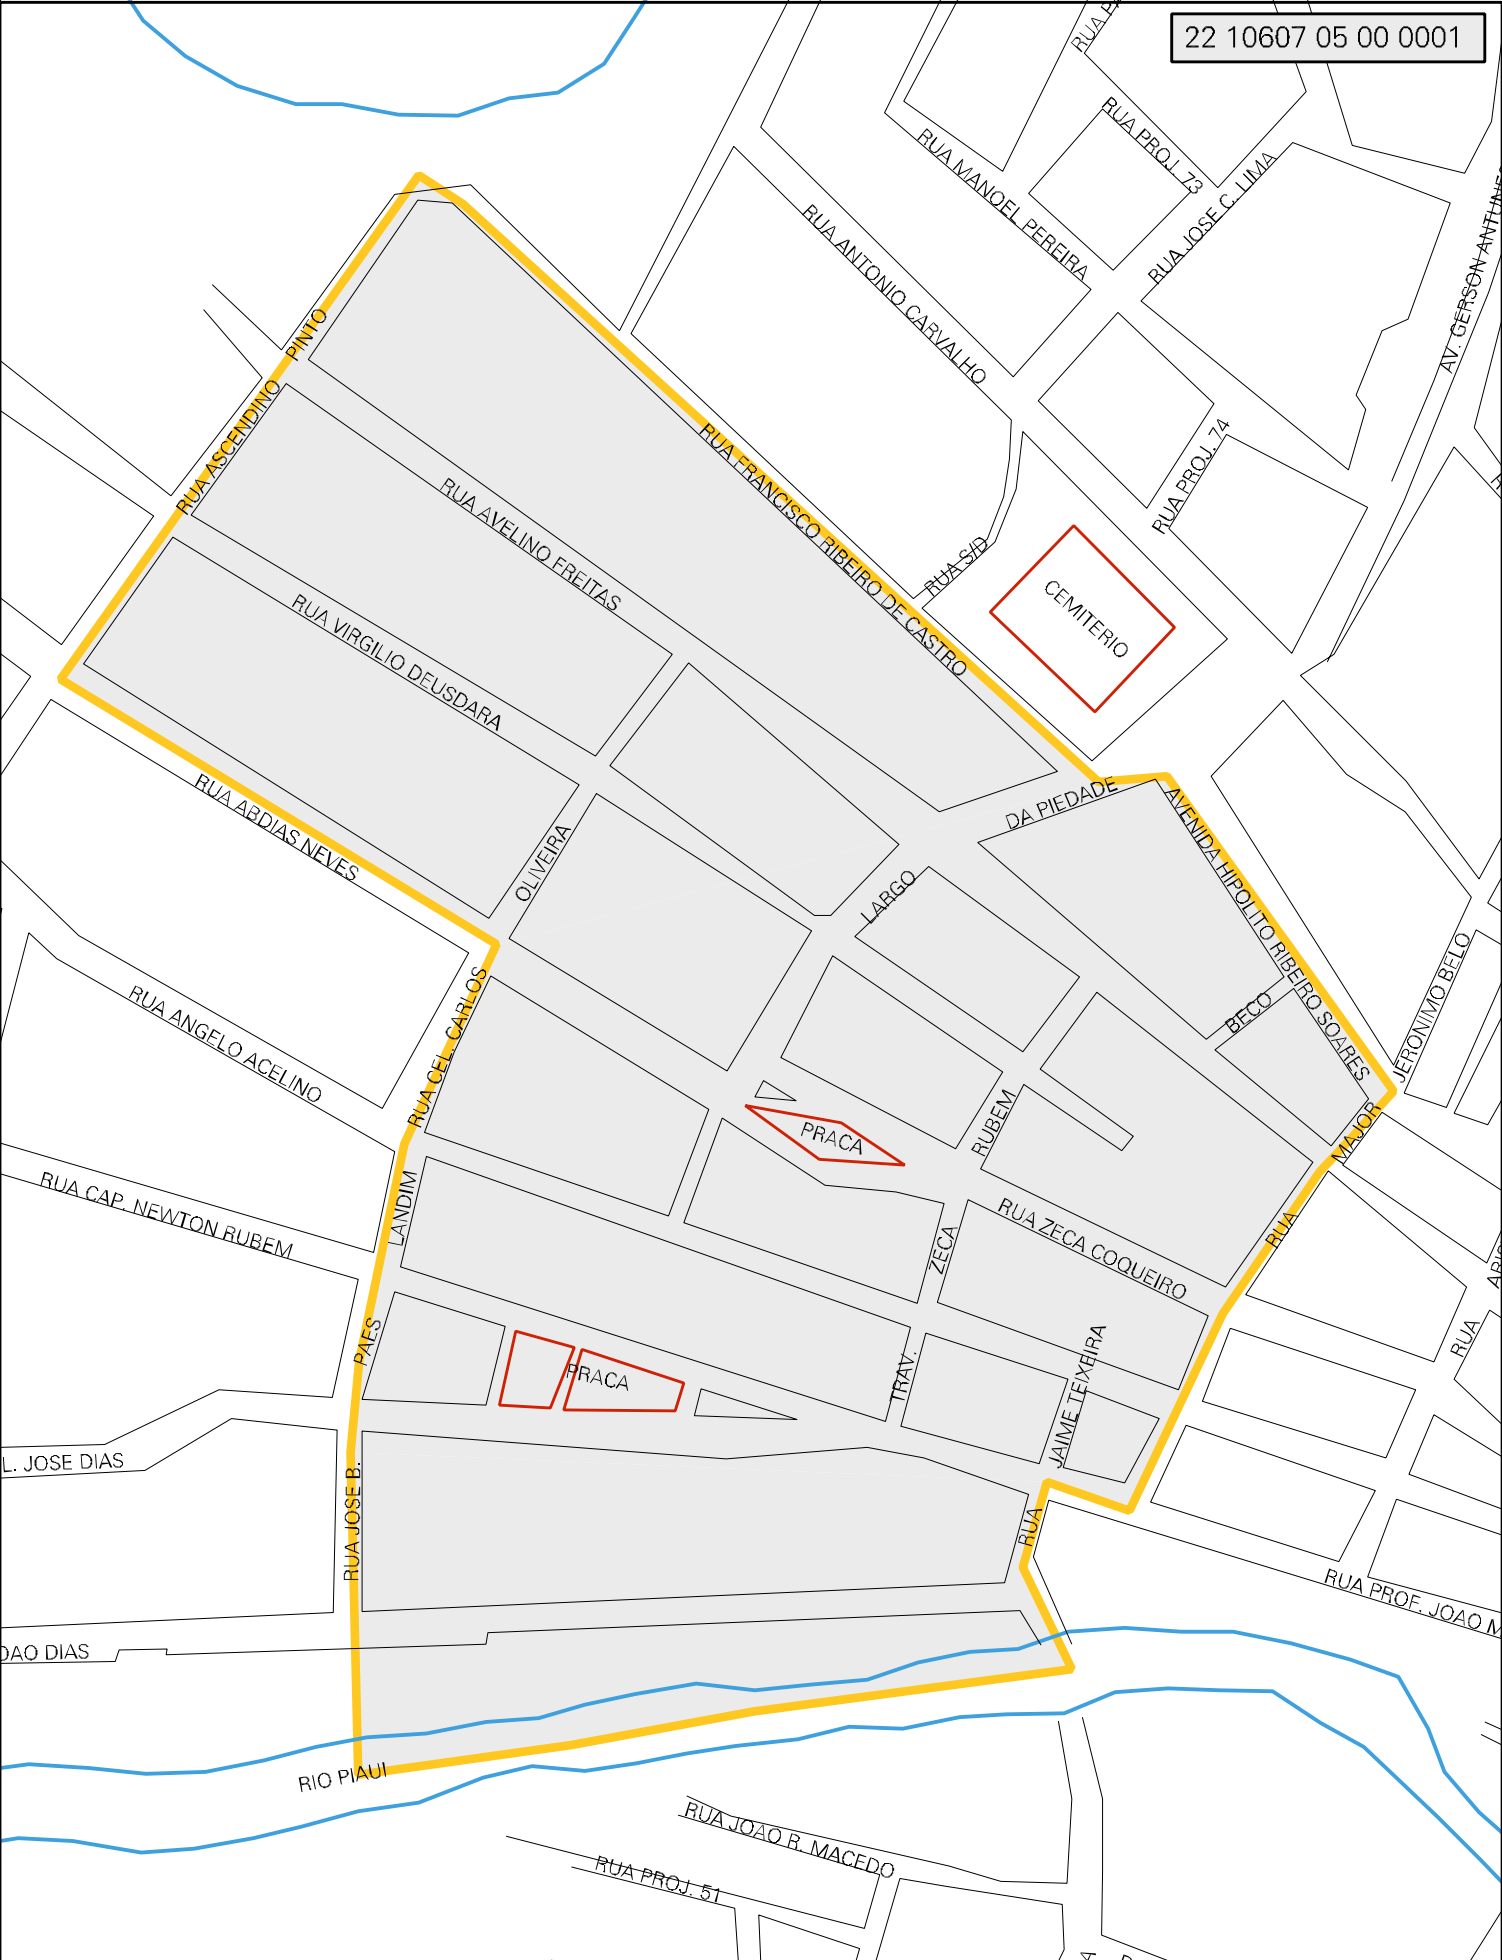 22 10607 05 00 0001
RUA PROJ. 73
RUA MANOEL PEREIRA
RUA JOSE C. LIMA
RUA ANTONIO CARVALHO
AV. GERSON ANTUNES
RUA ASCENDINO PINTO
RUA FRANCISCO RIBEIRO DE CASTRO
RUA PROJ. 74
RUA AVELINO FREITAS
RUA S/D
CEMITERIO
RUA VIRGILIO DEUSDARA
RUA ABDIAS NEVES
LARGO DA PIEDADE
AVENIDA HIPOLITO RIBEIRO SOARES
OLIVEIRA
RUA CEL. CARLOS
RUA ANGELO ACELINO
BECO
JERONIMO BELO
RUA MAJOR
PRACA
TRAV. ZECA RUBEM
RUA CAP. NEWTON RUBEM
RUA ZECA COQUEIRO
RUA JOSE B. PAES LANDIM
PRACA
RUA JAIME TEIXEIRA
RUA
L. JOSE DIAS
RUA PROF. JOAO M
OAO DIAS
RIO PIAUI
RUA JOAO R. MACEDO
RUA PROJ. 51